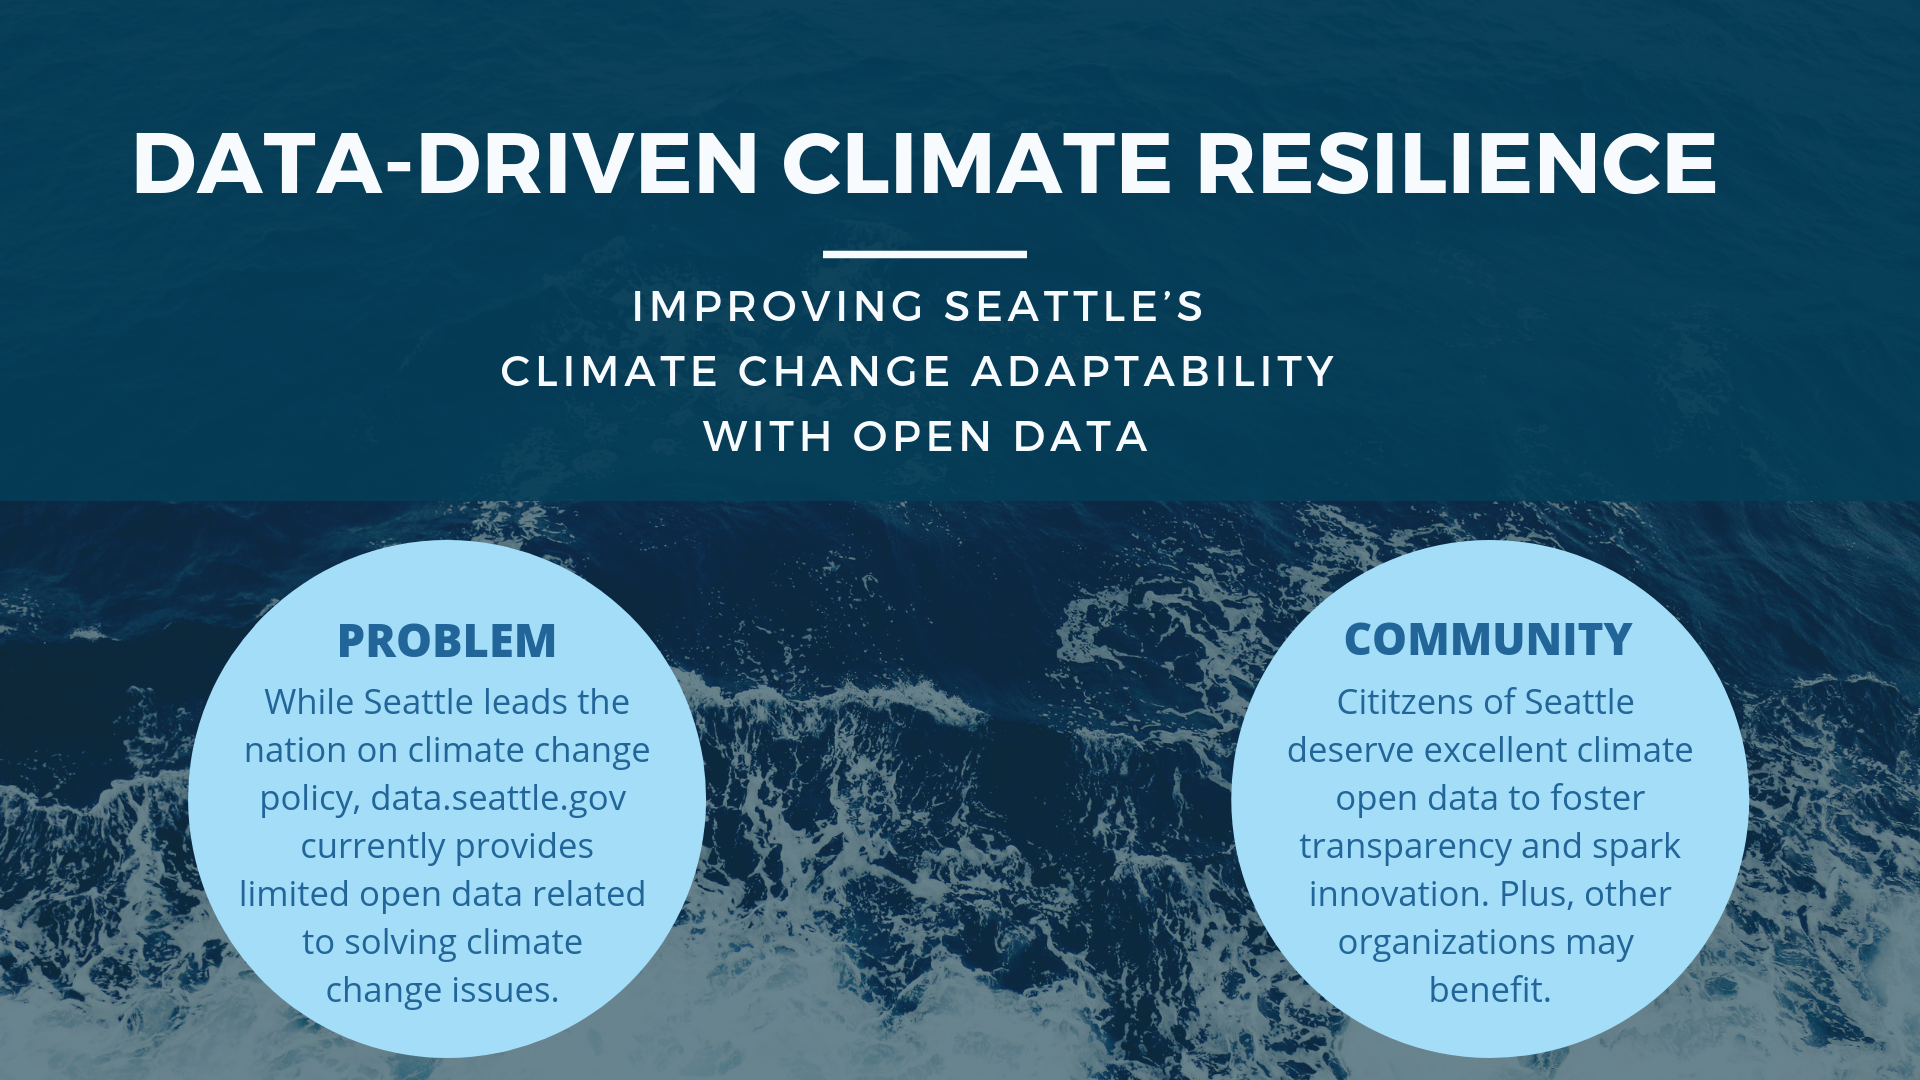 DATA-DRIVEN CLIMATE RESILIENCE
IMPROVING SEATTLE’S
CLIMATE CHANGE ADAPTABILITY
WITH OPEN DATA
PROBLEM
While Seattle leads the
nation on climate change
policy, data.seattle.gov
currently provides
limited open data related
to solving climate
change issues.
COMMUNITY
Cititzens of Seattle
deserve excellent climate
open data to foster
transparency and spark
innovation. Plus, other
organizations may
benefit.